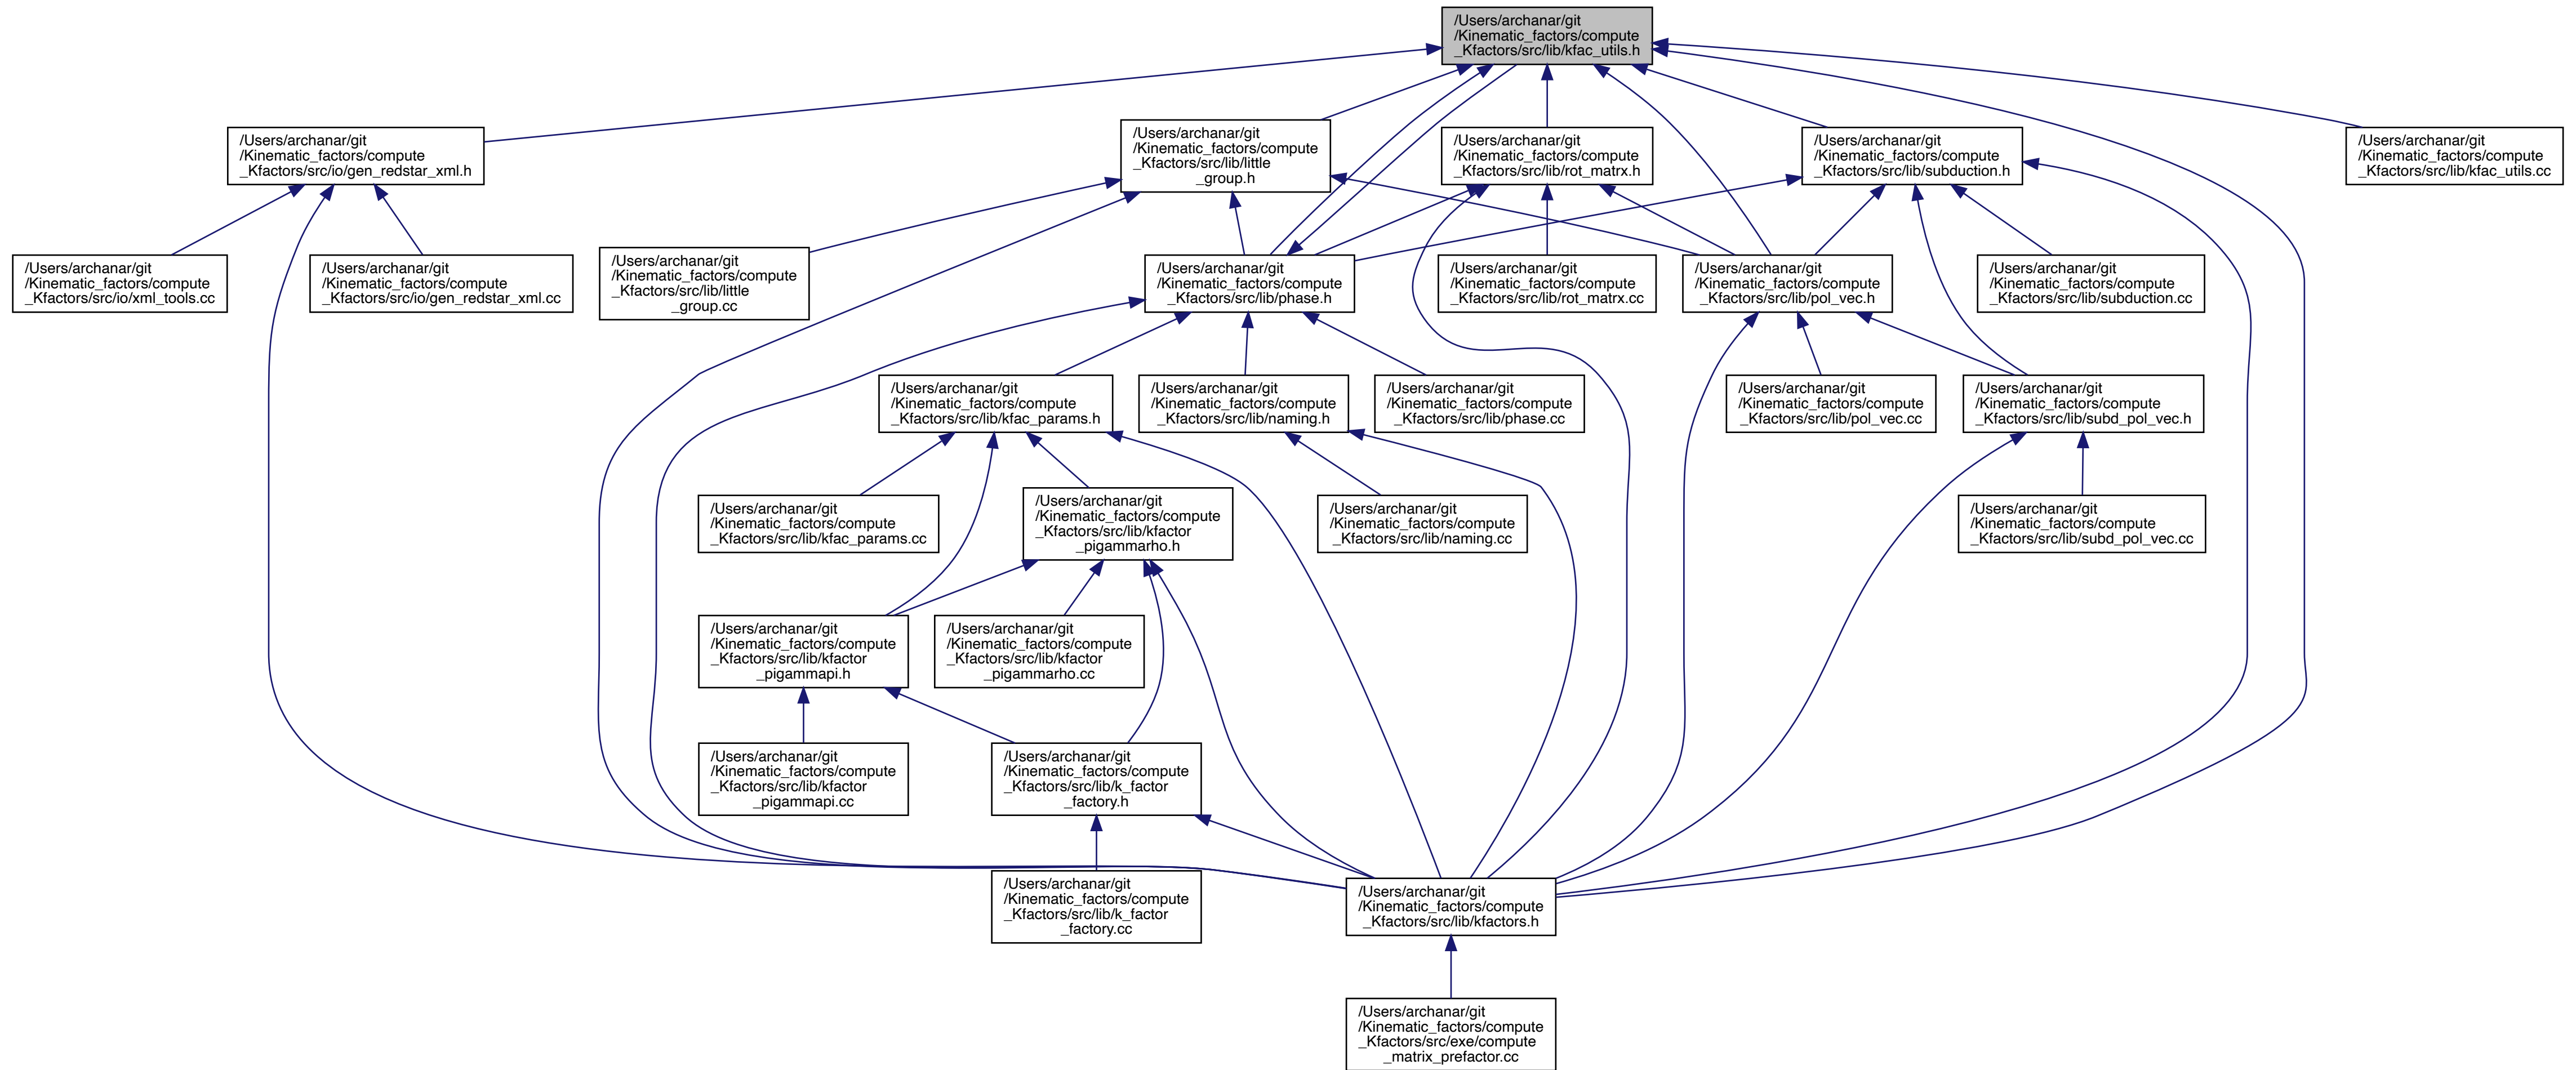 /Users/archanar/git
/Kinematic_factors/compute
_Kfactors/src/lib/kfac_utils.h
/Users/archanar/git
/Kinematic_factors/compute
_Kfactors/src/io/gen_redstar_xml.h
/Users/archanar/git
/Kinematic_factors/compute
_Kfactors/src/lib/little
_group.h
/Users/archanar/git
/Kinematic_factors/compute
_Kfactors/src/lib/rot_matrx.h
/Users/archanar/git
/Kinematic_factors/compute
_Kfactors/src/lib/subduction.h
/Users/archanar/git
/Kinematic_factors/compute
_Kfactors/src/lib/kfac_utils.cc
/Users/archanar/git
/Kinematic_factors/compute
_Kfactors/src/io/xml_tools.cc
/Users/archanar/git
/Kinematic_factors/compute
_Kfactors/src/io/gen_redstar_xml.cc
/Users/archanar/git
/Kinematic_factors/compute
_Kfactors/src/lib/little
_group.cc
/Users/archanar/git
/Kinematic_factors/compute
_Kfactors/src/lib/phase.h
/Users/archanar/git
/Kinematic_factors/compute
_Kfactors/src/lib/rot_matrx.cc
/Users/archanar/git
/Kinematic_factors/compute
_Kfactors/src/lib/pol_vec.h
/Users/archanar/git
/Kinematic_factors/compute
_Kfactors/src/lib/subduction.cc
/Users/archanar/git
/Kinematic_factors/compute
_Kfactors/src/lib/kfac_params.h
/Users/archanar/git
/Kinematic_factors/compute
_Kfactors/src/lib/naming.h
/Users/archanar/git
/Kinematic_factors/compute
_Kfactors/src/lib/phase.cc
/Users/archanar/git
/Kinematic_factors/compute
_Kfactors/src/lib/pol_vec.cc
/Users/archanar/git
/Kinematic_factors/compute
_Kfactors/src/lib/subd_pol_vec.h
/Users/archanar/git
/Kinematic_factors/compute
_Kfactors/src/lib/kfac_params.cc
/Users/archanar/git
/Kinematic_factors/compute
_Kfactors/src/lib/kfactor
_pigammarho.h
/Users/archanar/git
/Kinematic_factors/compute
_Kfactors/src/lib/naming.cc
/Users/archanar/git
/Kinematic_factors/compute
_Kfactors/src/lib/subd_pol_vec.cc
/Users/archanar/git
/Kinematic_factors/compute
_Kfactors/src/lib/kfactor
_pigammapi.h
/Users/archanar/git
/Kinematic_factors/compute
_Kfactors/src/lib/kfactor
_pigammarho.cc
/Users/archanar/git
/Kinematic_factors/compute
_Kfactors/src/lib/kfactor
_pigammapi.cc
/Users/archanar/git
/Kinematic_factors/compute
_Kfactors/src/lib/k_factor
_factory.h
/Users/archanar/git
/Kinematic_factors/compute
_Kfactors/src/lib/k_factor
_factory.cc
/Users/archanar/git
/Kinematic_factors/compute
_Kfactors/src/lib/kfactors.h
/Users/archanar/git
/Kinematic_factors/compute
_Kfactors/src/exe/compute
_matrix_prefactor.cc